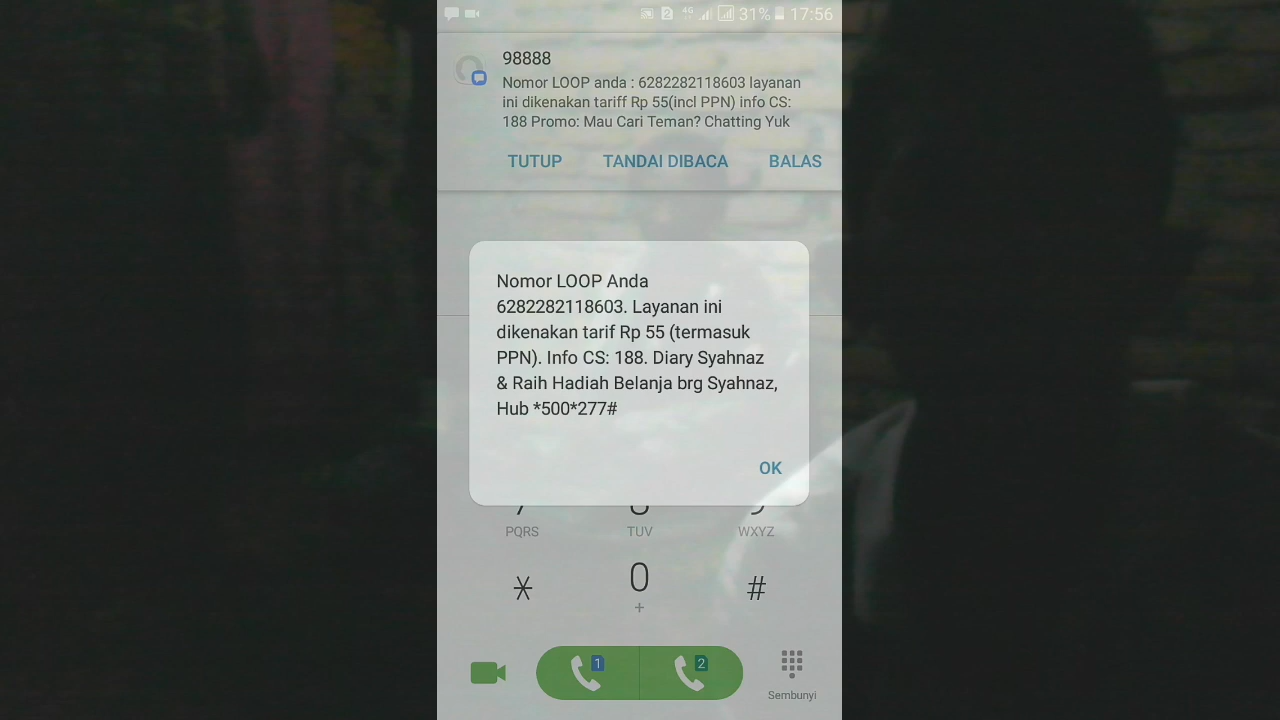 4G 31% 17:56
98888
Nomor LOOP anda : 6282282118603 layanan
ini dikenakan tariff Rp 55(incl PPN) info CS:
188 Promo: Mau Cari Teman? Chatting Yuk
TUTUP TANDAI DIBACA BALAS
Nomor LOOP Anda
6282282118603. Layanan ini
dikenakan tarif Rp 55 (termasuk
PPN). Info CS: 188. Diary Syahnaz
& Raih Hadiah Belanja brg Syahnaz,
Hub *500*277#
OK
PQRS TUV WXYZ
* 0 #
+
1 2
Sembunyi